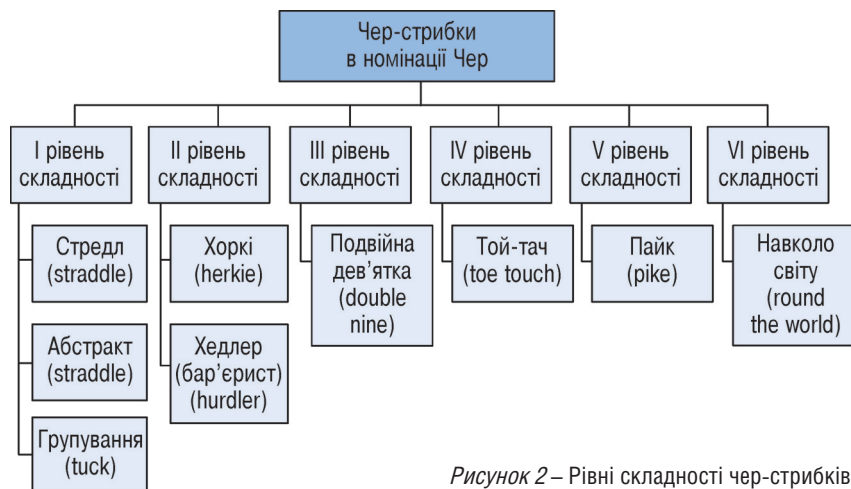 Чер-стрибки
в номінації Чер
I рівень
складності
II рівень
складності
III рівень
складності
IV рівень
складності
V рівень
складності
VI рівень
складності
Стредл
(straddle)
Абстракт
(straddle)
Групування
(tuck)
Хоркі
(herkie)
Хедлер
(бар’єрист)
(hurdler)
Подвійна
дев’ятка
(double
nine)
Той-тач
(toe touch)
Пайк
(pike)
Навколо
світу
(round
the world)
Рисунок 2 – Рівні складності чер-стрибків